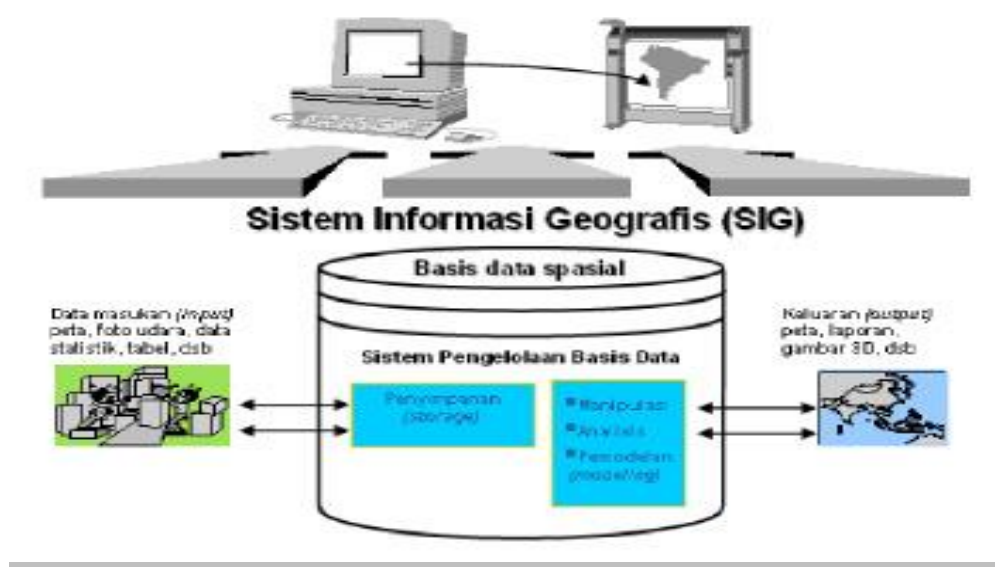 Sistem Informasi Geografis (SIG)
Basis data spasial
Data masukan (input)
peta, foto udara, data
statistik, tabel, dsb
Keluaran (output)
peta, laporan,
gambar 3D, dsb
Sistem Pengelolaan Basis Data
Penyimpanan
(storage)
Manipulasi
Analisis
Pemodelan
(modelling)